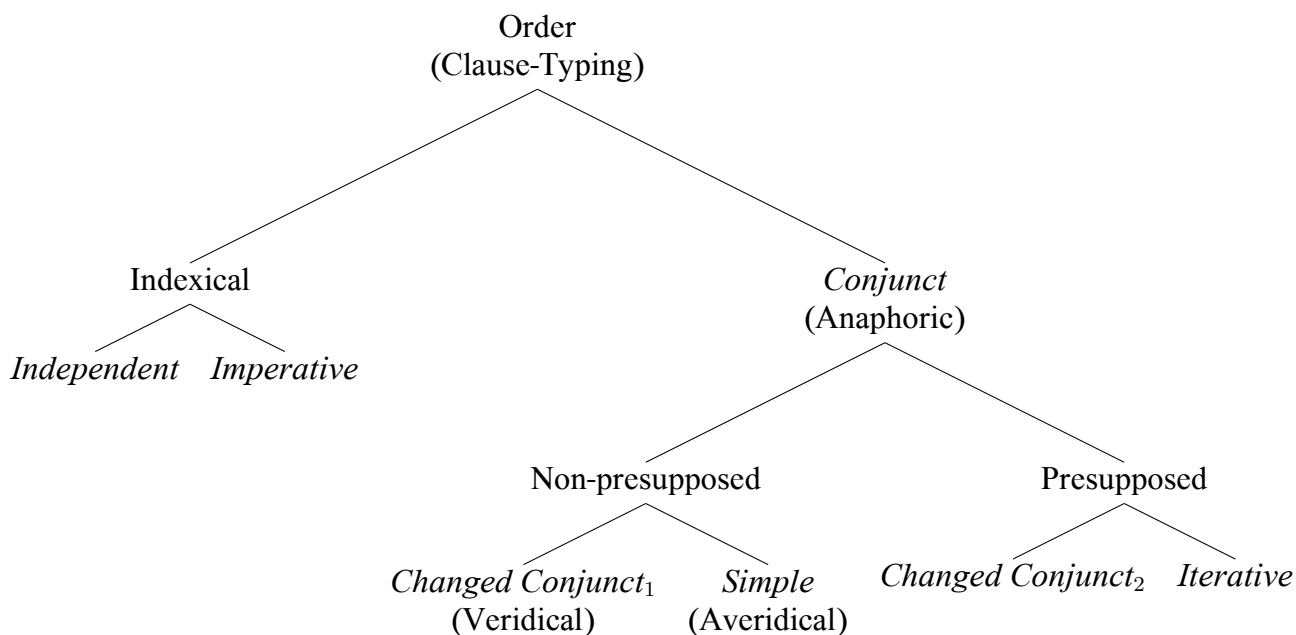 Order
(Clause-Typing)
Indexical
Conjunct
(Anaphoric)
Independent Imperative
Non-presupposed
Presupposed
Changed Conjunct₁
(Veridical)
Simple
(Averidical)
Changed Conjunct₂ Iterative